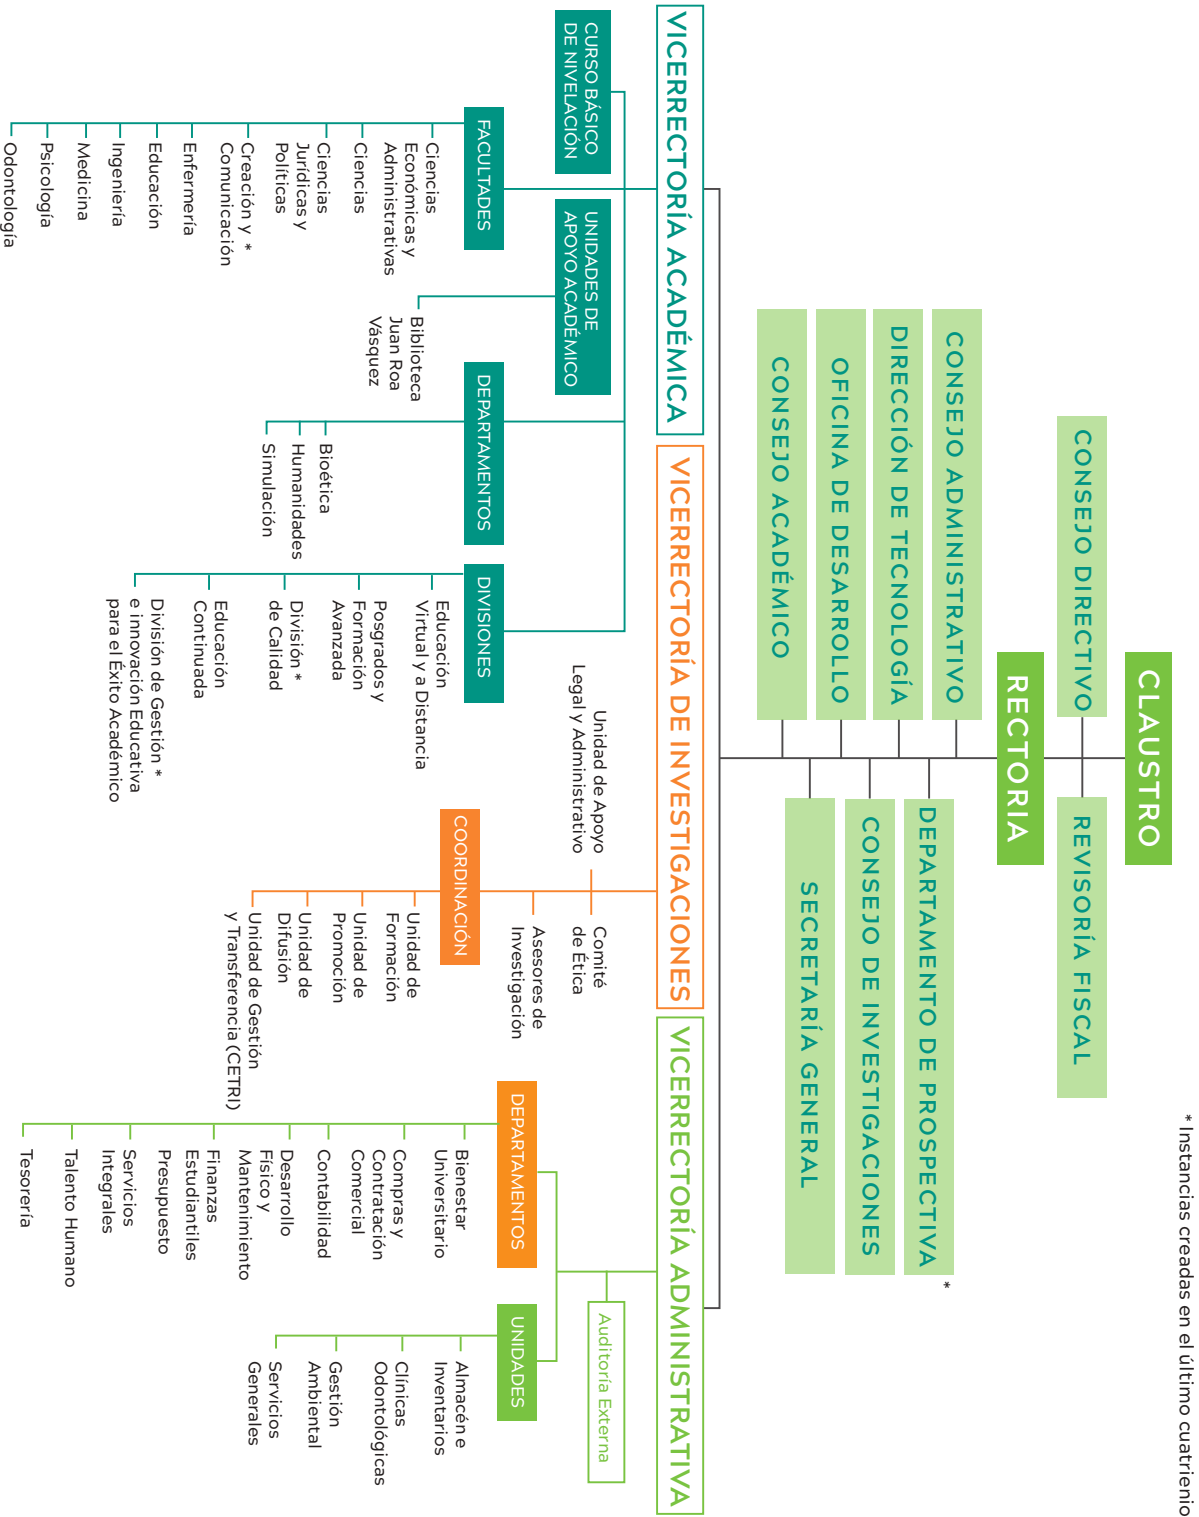 * Instancias creadas en el último cuatrienio
CLAUSTRO
CONSEJO DIRECTIVO
REVISORÍA FISCAL
RECTORIA
CONSEJO ADMINISTRATIVO
DEPARTAMENTO DE PROSPECTIVA *
DIRECCIÓN DE TECNOLOGÍA
CONSEJO DE INVESTIGACIONES
OFICINA DE DESARROLLO
SECRETARÍA GENERAL
CONSEJO ACADÉMICO
VICERRECTORÍA ACADÉMICA
CURSO BÁSICO
DE NIVELACIÓN
UNIDADES DE
APOYO ACADÉMICO
Biblioteca
Juan Roa
Vásquez
FACULTADES
Ciencias
Económicas y
Administrativas
Ciencias
Ciencias
Jurídicas y
Políticas
Creación y *
Comunicación
Enfermería
Educación
Ingeniería
Medicina
Psicología
Odontología
DEPARTAMENTOS
Bioética
Humanidades
Simulación
DIVISIONES
Educación
Virtual y a Distancia
Posgrados y
Formación
Avanzada
División *
de Calidad
Educación
Continuada
División de Gestión *
e innovación Educativa
para el Éxito Académico
VICERRECTORÍA DE INVESTIGACIONES
Unidad de Apoyo
Legal y Administrativo
Comité
de Ética
Asesores de
Investigación
COORDINACIÓN
Unidad de
Formación
Unidad de
Promoción
Unidad de
Difusión
Unidad de Gestión
y Transferencia (CETRI)
VICERRECTORÍA ADMINISTRATIVA
Auditoría Externa
DEPARTAMENTOS
Bienestar
Universitario
Compras y
Contratación
Comercial
Contabilidad
Desarrollo
Físico y
Mantenimiento
Finanzas
Estudiantiles
Presupuesto
Servicios
Integrales
Talento Humano
Tesorería
UNIDADES
Almacén e
Inventarios
Clínicas
Odontológicas
Gestión
Ambiental
Servicios
Generales